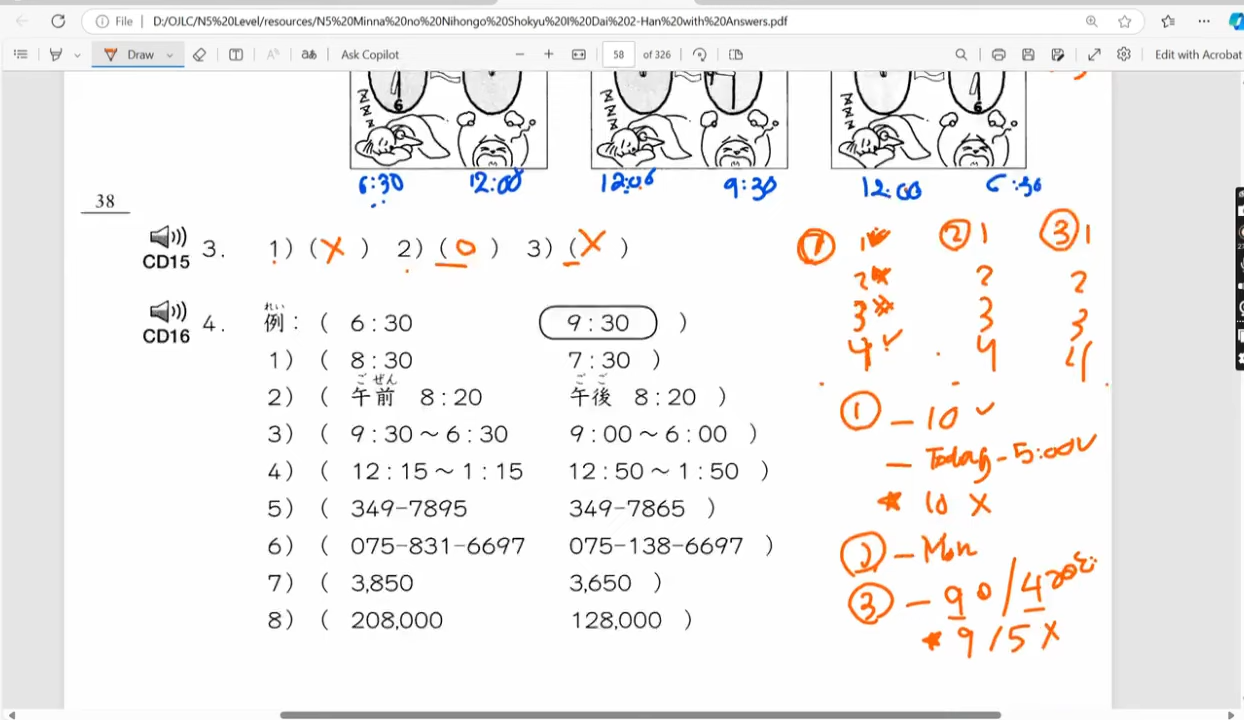 File D:/OJLC/N5%20Level/resources/N5%20Minna%20no%20Nihongo%20Shokyu%20I%20Dai%202-Han%20with%20Answers.pdf
Draw Ask Copilot 58 of 326 Edit with Acrobat
6
6
Z Z Z
Z Z Z
Z Z Z
6:30 12:00 9:30 12:00
38
CD15 3. 1) (X) 2) (O) 3) (X)
① 1 ② 1 ③ 1
2 2 2
3 3 3
4 4 4
CD16 4. 例れい: ( 6:30 9:30 )
1) ( 8:30 7:30 )
2) ( 午前ごぜん 8:20 午後ごご 8:20 )
3) ( 9:30~6:30 9:00~6:00 )
4) ( 12:15~1:15 12:50~1:50 )
5) ( 349-7895 349-7865 )
6) ( 075-831-6697 075-138-6697 )
7) ( 3,850 3,650 )
8) ( 208,000 128,000 )
① - 10 ✓
- Today - 5:00 ✓
★ 10 X
② - Mon
③ - 9 0 / 4
★ 9 / 5 X